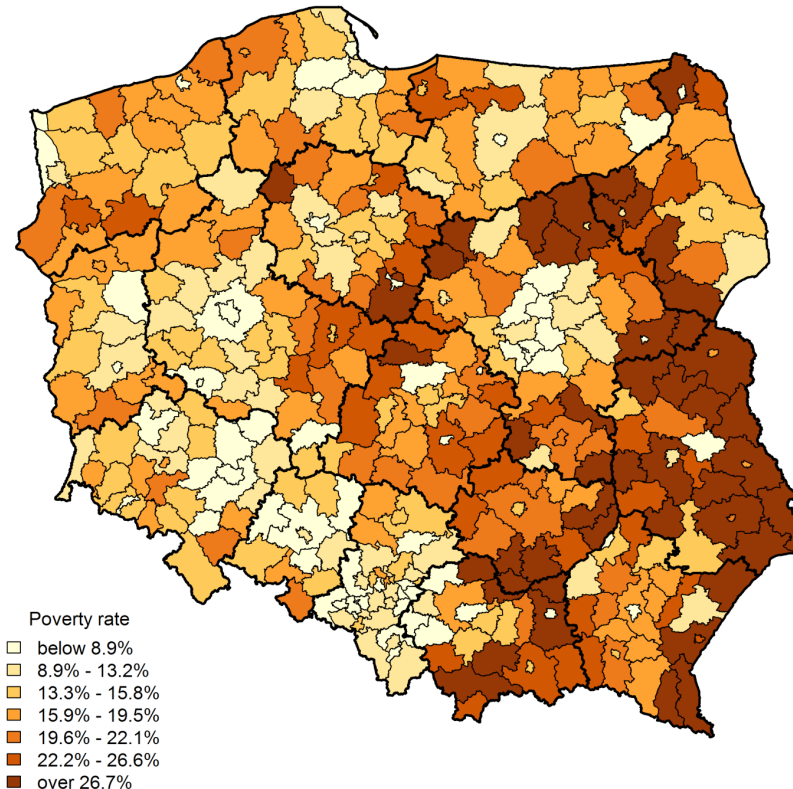 Poverty rate
below 8.9%
8.9% - 13.2%
13.3% - 15.8%
15.9% - 19.5%
19.6% - 22.1%
22.2% - 26.6%
over 26.7%